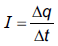 I = Δq / Δt